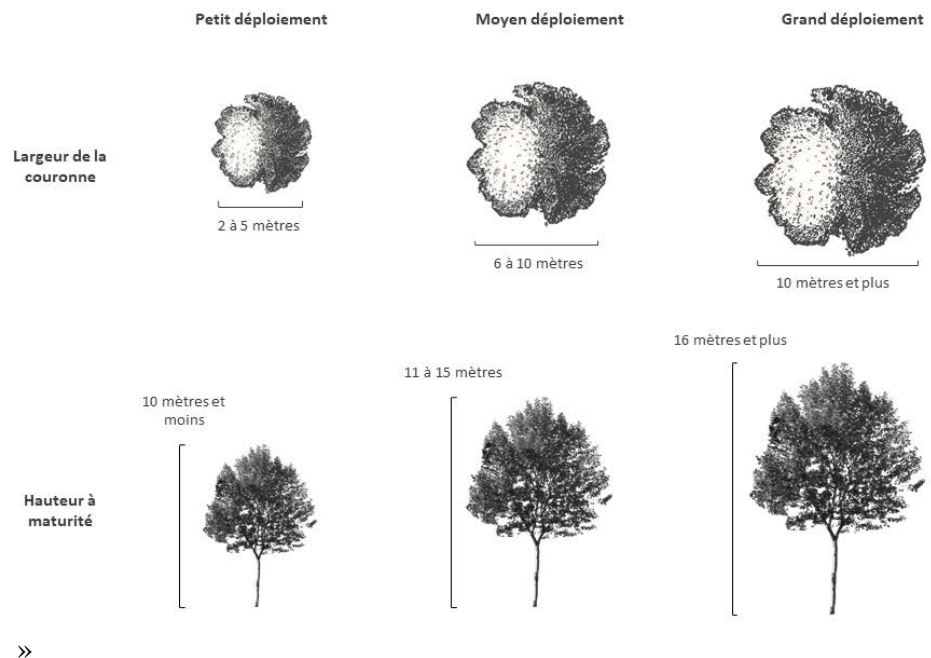 Petit déploiement
Moyen déploiement
Grand déploiement
Largeur de la
couronne
2 à 5 mètres
6 à 10 mètres
10 mètres et plus
16 mètres et plus
11 à 15 mètres
10 mètres et
moins
Hauteur à
maturité
»